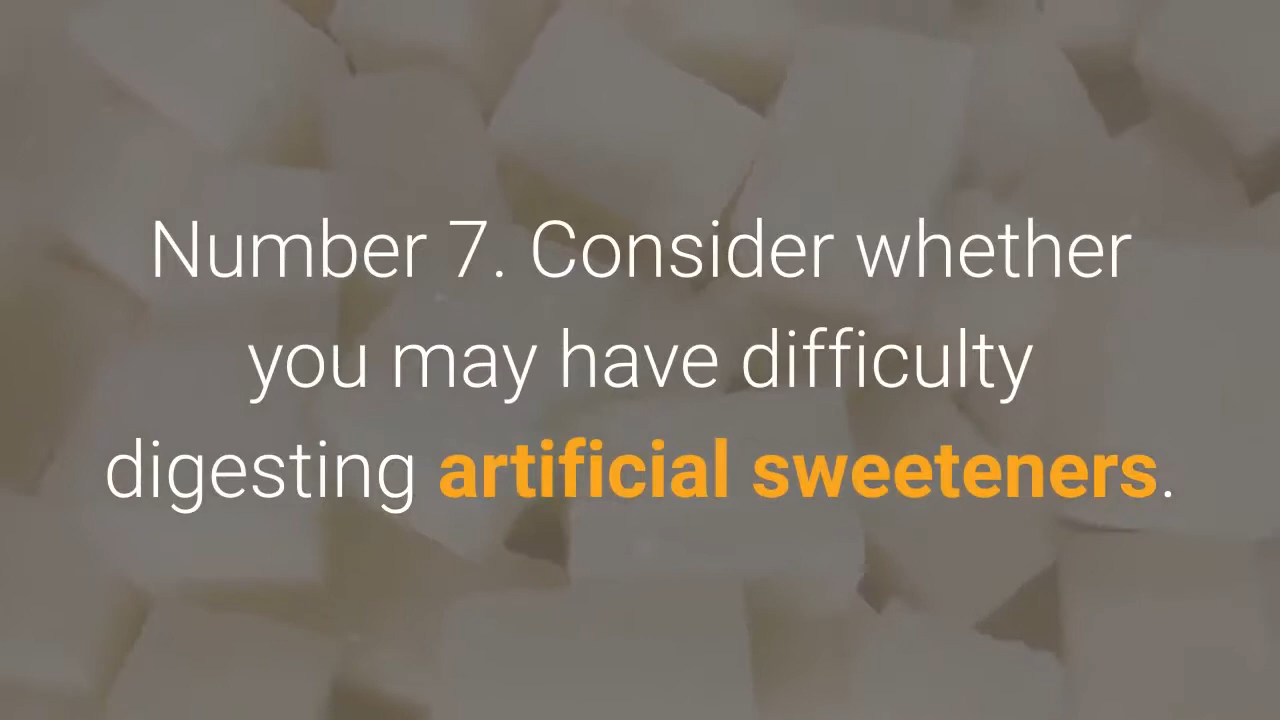 Number 7. Consider whether
you may have difficulty
digesting artificial sweeteners.